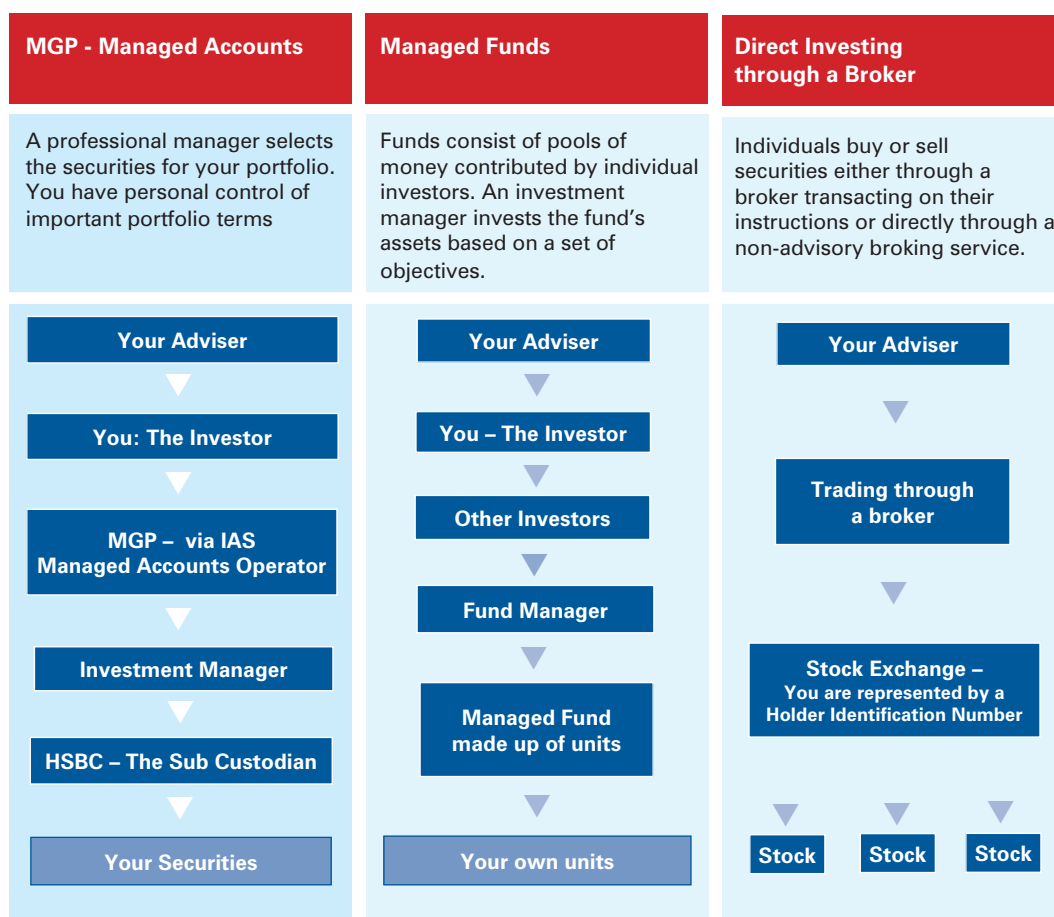 MGP - Managed Accounts
A professional manager selects
the securities for your portfolio.
You have personal control of
important portfolio terms
Your Adviser
You: The Investor
MGP – via IAS
Managed Accounts Operator
Investment Manager
HSBC – The Sub Custodian
Your Securities
Managed Funds
Funds consist of pools of
money contributed by individual
investors. An investment
manager invests the fund’s
assets based on a set of
objectives.
Your Adviser
You – The Investor
Other Investors
Fund Manager
Managed Fund
made up of units
Your own units
Direct Investing
through a Broker
Individuals buy or sell
securities either through a
broker transacting on their
instructions or directly through a
non-advisory broking service.
Your Adviser
Trading through
a broker
Stock Exchange –
You are represented by a
Holder Identification Number
Stock
Stock
Stock